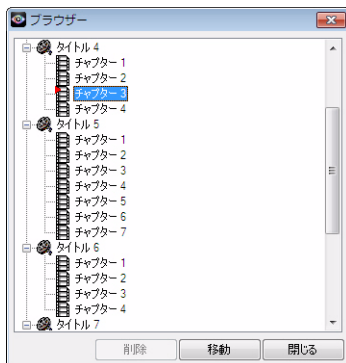 ブラウザー
タイトル 4
チャプター 1
チャプター 2
チャプター 3
チャプター 4
タイトル 5
チャプター 1
チャプター 2
チャプター 3
チャプター 4
チャプター 5
チャプター 6
チャプター 7
タイトル 6
チャプター 1
チャプター 2
チャプター 3
チャプター 4
タイトル 7
削除 移動 閉じる